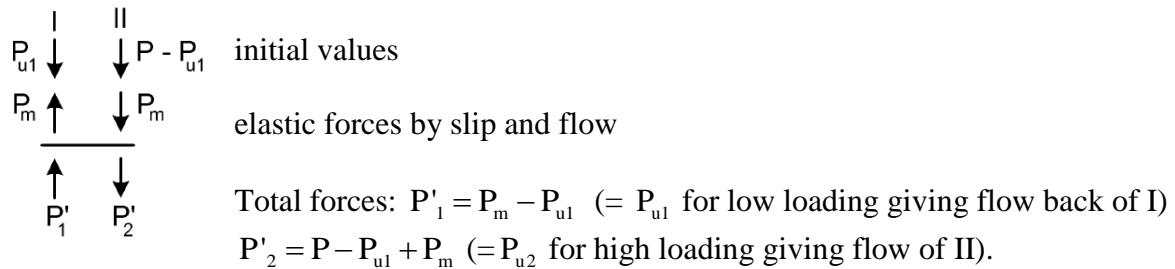 I II
P_u1 P - P_u1 initial values
P_m P_m
elastic forces by slip and flow
P'_1 P'_2
Total forces: P'_1 = P_m − P_u1 (= P_u1 for low loading giving flow back of I)
P'_2 = P − P_u1 + P_m (= P_u2 for high loading giving flow of II).